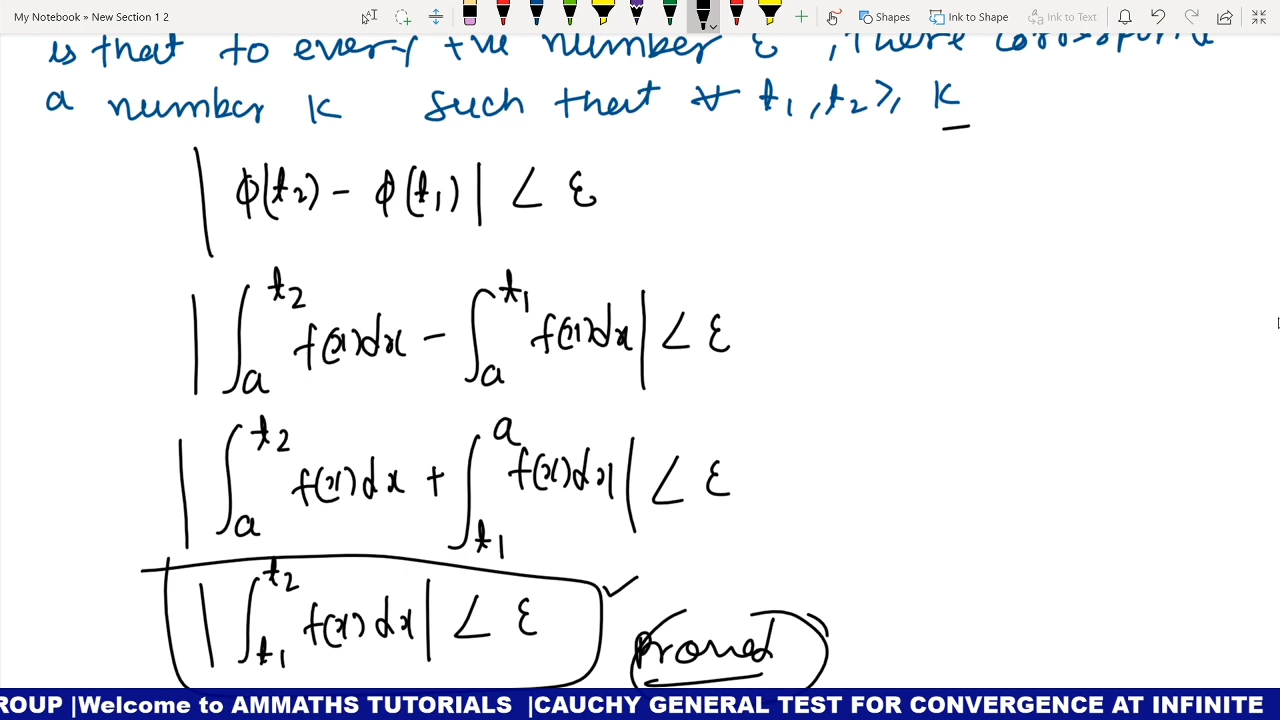 My Notebook » New Section 1 2
Shapes Ink to Shape Ink to Text
is that to every +ve number ε , There correspond
a number K such that ∀ t₁, t₂ ≥, K
| ϕ(t₂) - ϕ(t₁) | < ε
| ∫ₐ^t₂ f(x)dx - ∫ₐ^t₁ f(x)dx | < ε
| ∫ₐ^t₂ f(x)dx + ∫_t₁^a f(x)dx | < ε
| ∫_t₁^t₂ f(x)dx | < ε
Proved
ROUP |Welcome to AMMATHS TUTORIALS |CAUCHY GENERAL TEST FOR CONVERGENCE AT INFINITE